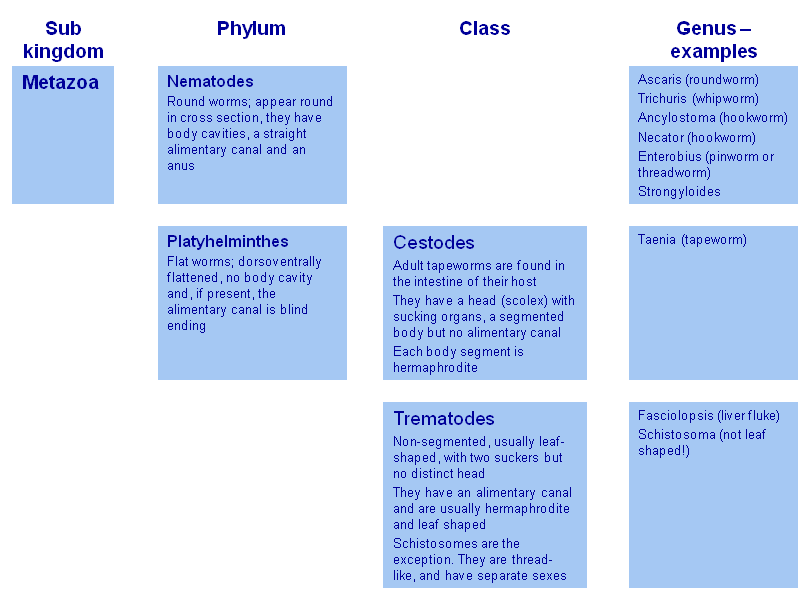 Sub
kingdom
Phylum
Class
Genus –
examples
Metazoa
Nematodes
Round worms; appear round
in cross section, they have
body cavities, a straight
alimentary canal and an
anus
Ascaris (roundworm)
Trichuris (whipworm)
Ancylostoma (hookworm)
Necator (hookworm)
Enterobius (pinworm or
threadworm)
Strongyloides
Platyhelminthes
Flat worms; dorsoventrally
flattened, no body cavity
and, if present, the
alimentary canal is blind
ending
Cestodes
Adult tapeworms are found in
the intestine of their host
They have a head (scolex) with
sucking organs, a segmented
body but no alimentary canal
Each body segment is
hermaphrodite
Taenia (tapeworm)
Trematodes
Non-segmented, usually leaf-
shaped, with two suckers but
no distinct head
They have an alimentary canal
and are usually hermaphrodite
and leaf shaped
Schistosomes are the
exception. They are thread-
like, and have separate sexes
Fasciolopsis (liver fluke)
Schistosoma (not leaf
shaped!)